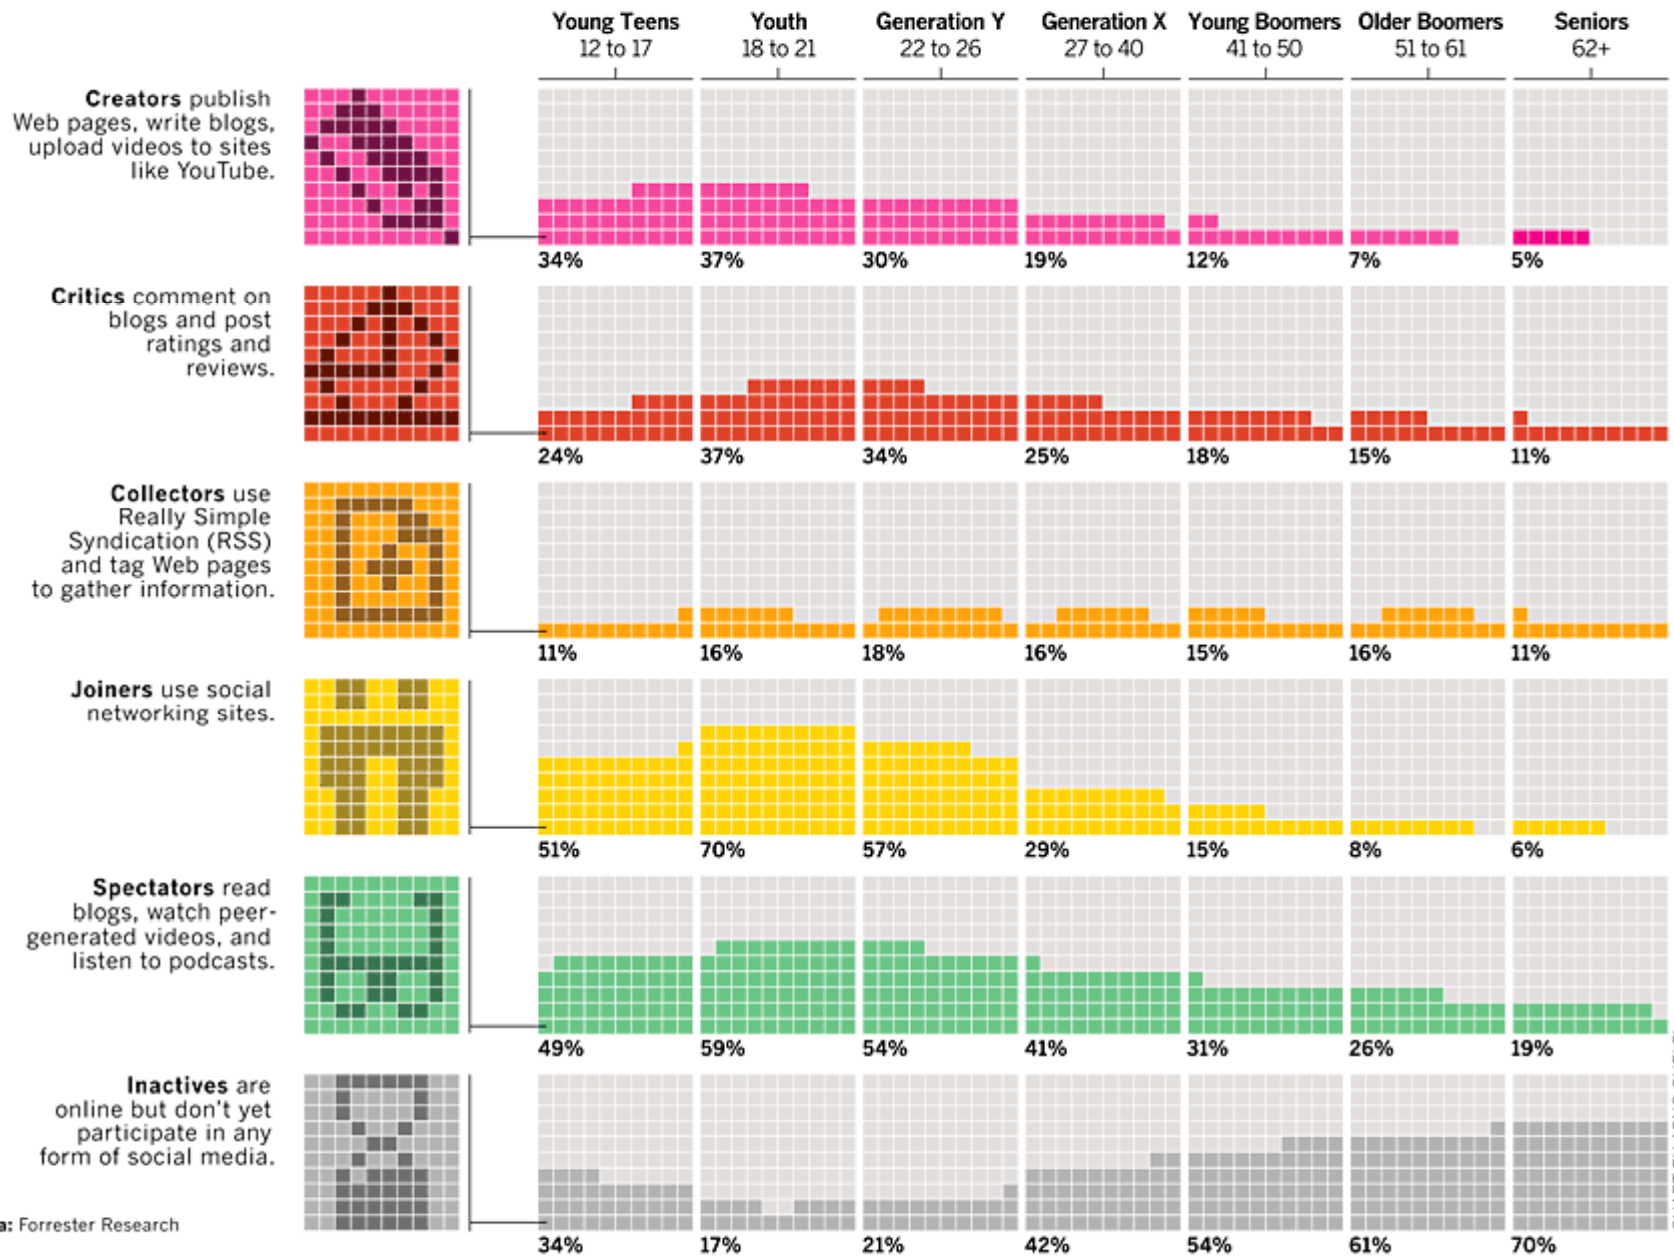 Young Teens
12 to 17
Youth
18 to 21
Generation Y
22 to 26
Generation X
27 to 40
Young Boomers
41 to 50
Older Boomers
51 to 61
Seniors
62+
Creators publish
Web pages, write blogs,
upload videos to sites
like YouTube.
34% 37% 30% 19% 12% 7% 5%
Critics comment on
blogs and post
ratings and
reviews.
24% 37% 34% 25% 18% 15% 11%
Collectors use
Really Simple
Syndication (RSS)
and tag Web pages
to gather information.
11% 16% 18% 16% 15% 16% 11%
Joiners use social
networking sites.
51% 70% 57% 29% 15% 8% 6%
Spectators read
blogs, watch peer-
generated videos, and
listen to podcasts.
49% 59% 54% 41% 31% 26% 19%
Inactives are
online but don't yet
participate in any
form of social media.
34% 17% 21% 42% 54% 61% 70%
a: Forrester Research